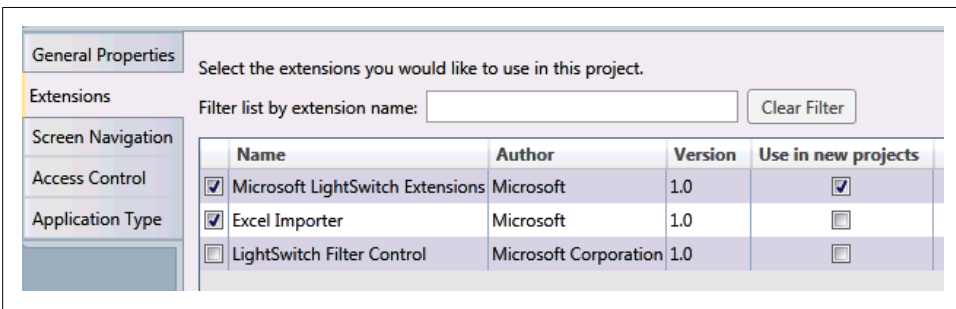 General Properties
Extensions
Screen Navigation
Access Control
Application Type
Select the extensions you would like to use in this project.
Filter list by extension name: Clear Filter
Name Author Version Use in new projects
Microsoft LightSwitch Extensions Microsoft 1.0
Excel Importer Microsoft 1.0
LightSwitch Filter Control Microsoft Corporation 1.0